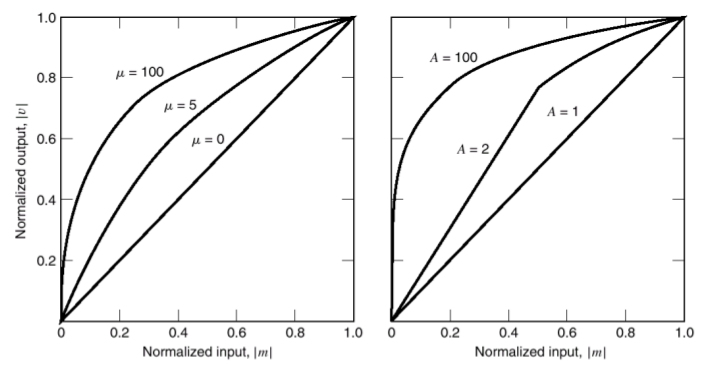 1.0
0.8
0.6
0.4
0.2
Normalized output, |v|
μ = 100
μ = 5
μ = 0
0 0.2 0.4 0.6 0.8 1.0
Normalized input, |m|
A = 100
A = 1
A = 2
0 0.2 0.4 0.6 0.8 1.0
Normalized input, |m|